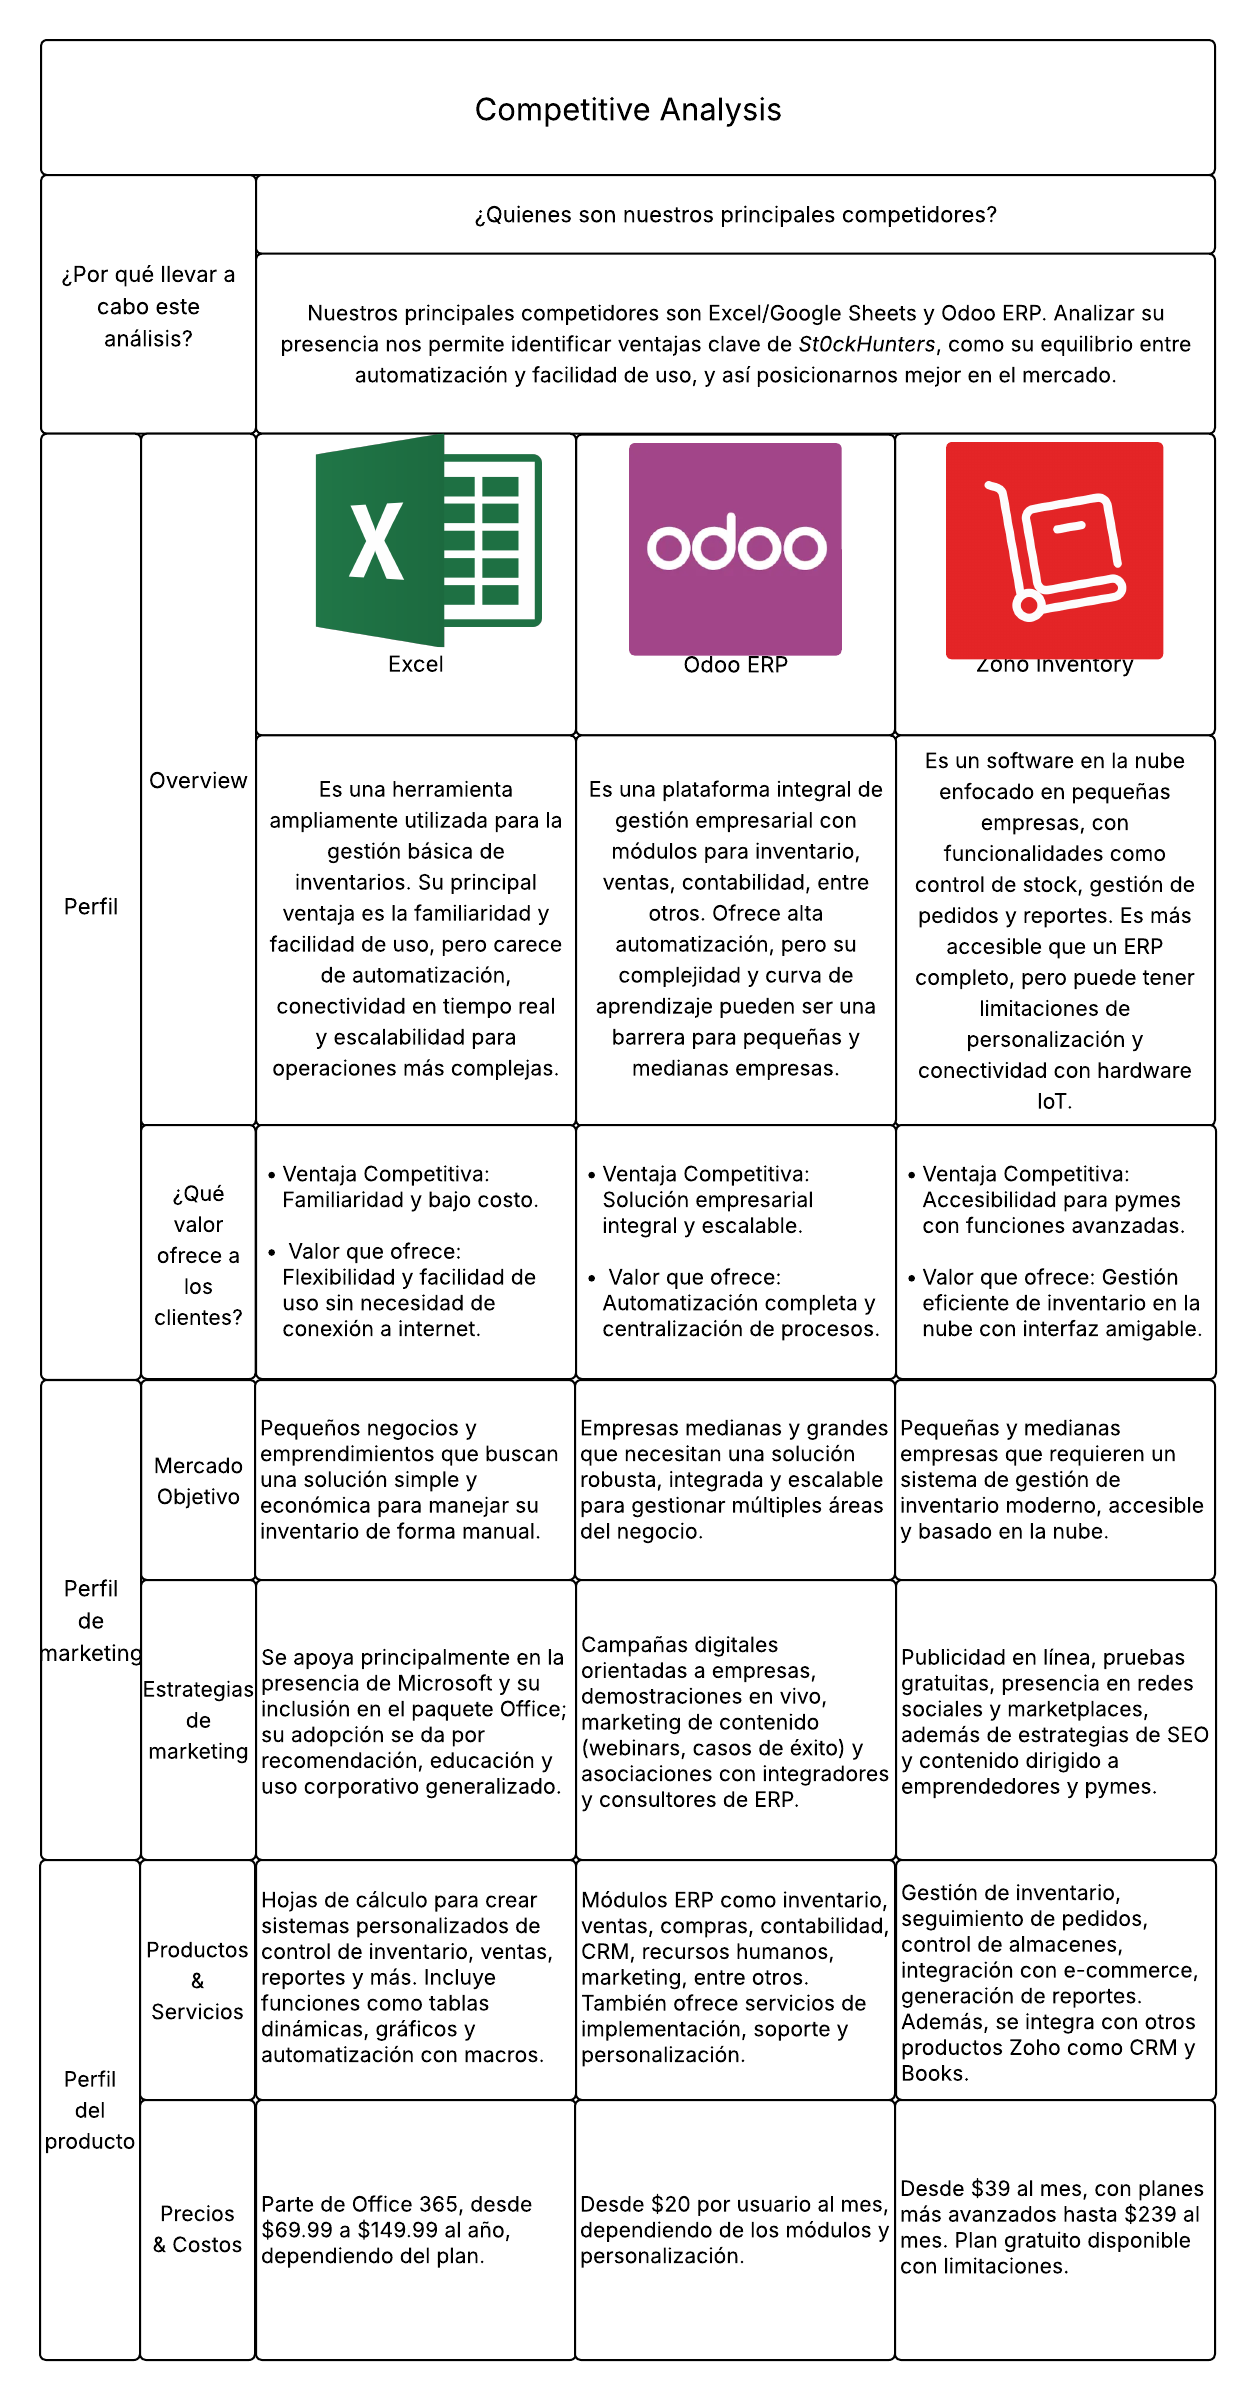 Competitive Analysis
¿Por qué llevar a
cabo este
análisis?
¿Quienes son nuestros principales competidores?
Nuestros principales competidores son Excel/Google Sheets y Odoo ERP. Analizar su
presencia nos permite identificar ventajas clave de St0ckHunters, como su equilibrio entre
automatización y facilidad de uso, y así posicionarnos mejor en el mercado.
Perfil
Overview
X
Excel
odoo
Odoo ERP
Zoho Inventory
Es una herramienta
ampliamente utilizada para la
gestión básica de
inventarios. Su principal
ventaja es la familiaridad y
facilidad de uso, pero carece
de automatización,
conectividad en tiempo real
y escalabilidad para
operaciones más complejas.
Es una plataforma integral de
gestión empresarial con
módulos para inventario,
ventas, contabilidad, entre
otros. Ofrece alta
automatización, pero su
complejidad y curva de
aprendizaje pueden ser una
barrera para pequeñas y
medianas empresas.
Es un software en la nube
enfocado en pequeñas
empresas, con
funcionalidades como
control de stock, gestión de
pedidos y reportes. Es más
accesible que un ERP
completo, pero puede tener
limitaciones de
personalización y
conectividad con hardware
IoT.
¿Qué
valor
ofrece a
los
clientes?
• Ventaja Competitiva:
Familiaridad y bajo costo.
• Valor que ofrece:
Flexibilidad y facilidad de
uso sin necesidad de
conexión a internet.
• Ventaja Competitiva:
Solución empresarial
integral y escalable.
• Valor que ofrece:
Automatización completa y
centralización de procesos.
• Ventaja Competitiva:
Accesibilidad para pymes
con funciones avanzadas.
• Valor que ofrece: Gestión
eficiente de inventario en la
nube con interfaz amigable.
Perfil
de
marketing
Mercado
Objetivo
Pequeños negocios y
emprendimientos que buscan
una solución simple y
económica para manejar su
inventario de forma manual.
Empresas medianas y grandes
que necesitan una solución
robusta, integrada y escalable
para gestionar múltiples áreas
del negocio.
Pequeñas y medianas
empresas que requieren un
sistema de gestión de
inventario moderno, accesible
y basado en la nube.
Estrategias
de
marketing
Se apoya principalmente en la
presencia de Microsoft y su
inclusión en el paquete Office;
su adopción se da por
recomendación, educación y
uso corporativo generalizado.
Campañas digitales
orientadas a empresas,
demostraciones en vivo,
marketing de contenido
(webinars, casos de éxito) y
asociaciones con integradores
y consultores de ERP.
Publicidad en línea, pruebas
gratuitas, presencia en redes
sociales y marketplaces,
además de estrategias de SEO
y contenido dirigido a
emprendedores y pymes.
Perfil
del
producto
Productos
&
Servicios
Hojas de cálculo para crear
sistemas personalizados de
control de inventario, ventas,
reportes y más. Incluye
funciones como tablas
dinámicas, gráficos y
automatización con macros.
Módulos ERP como inventario,
ventas, compras, contabilidad,
CRM, recursos humanos,
marketing, entre otros.
También ofrece servicios de
implementación, soporte y
personalización.
Gestión de inventario,
seguimiento de pedidos,
control de almacenes,
integración con e-commerce,
generación de reportes.
Además, se integra con otros
productos Zoho como CRM y
Books.
Precios
& Costos
Parte de Office 365, desde
$69.99 a $149.99 al año,
dependiendo del plan.
Desde $20 por usuario al mes,
dependiendo de los módulos y
personalización.
Desde $39 al mes, con planes
más avanzados hasta $239 al
mes. Plan gratuito disponible
con limitaciones.